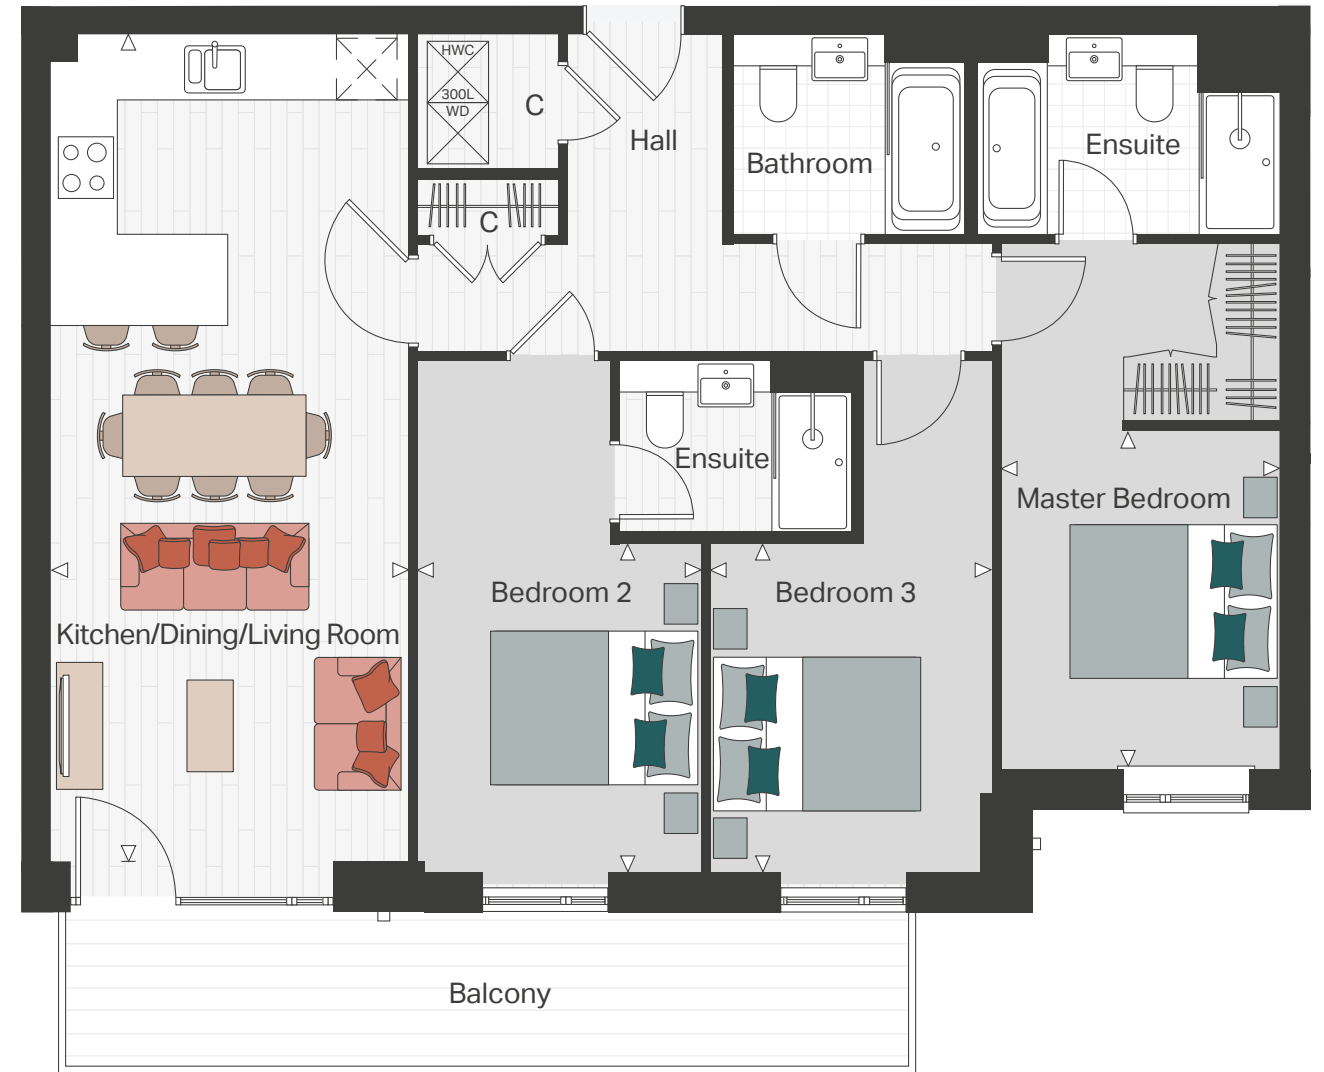 HWC
300L
WD
C
C
Hall
Bathroom
Ensuite
Ensuite
Master Bedroom
Bedroom 2
Bedroom 3
Kitchen/Dining/Living Room
Balcony